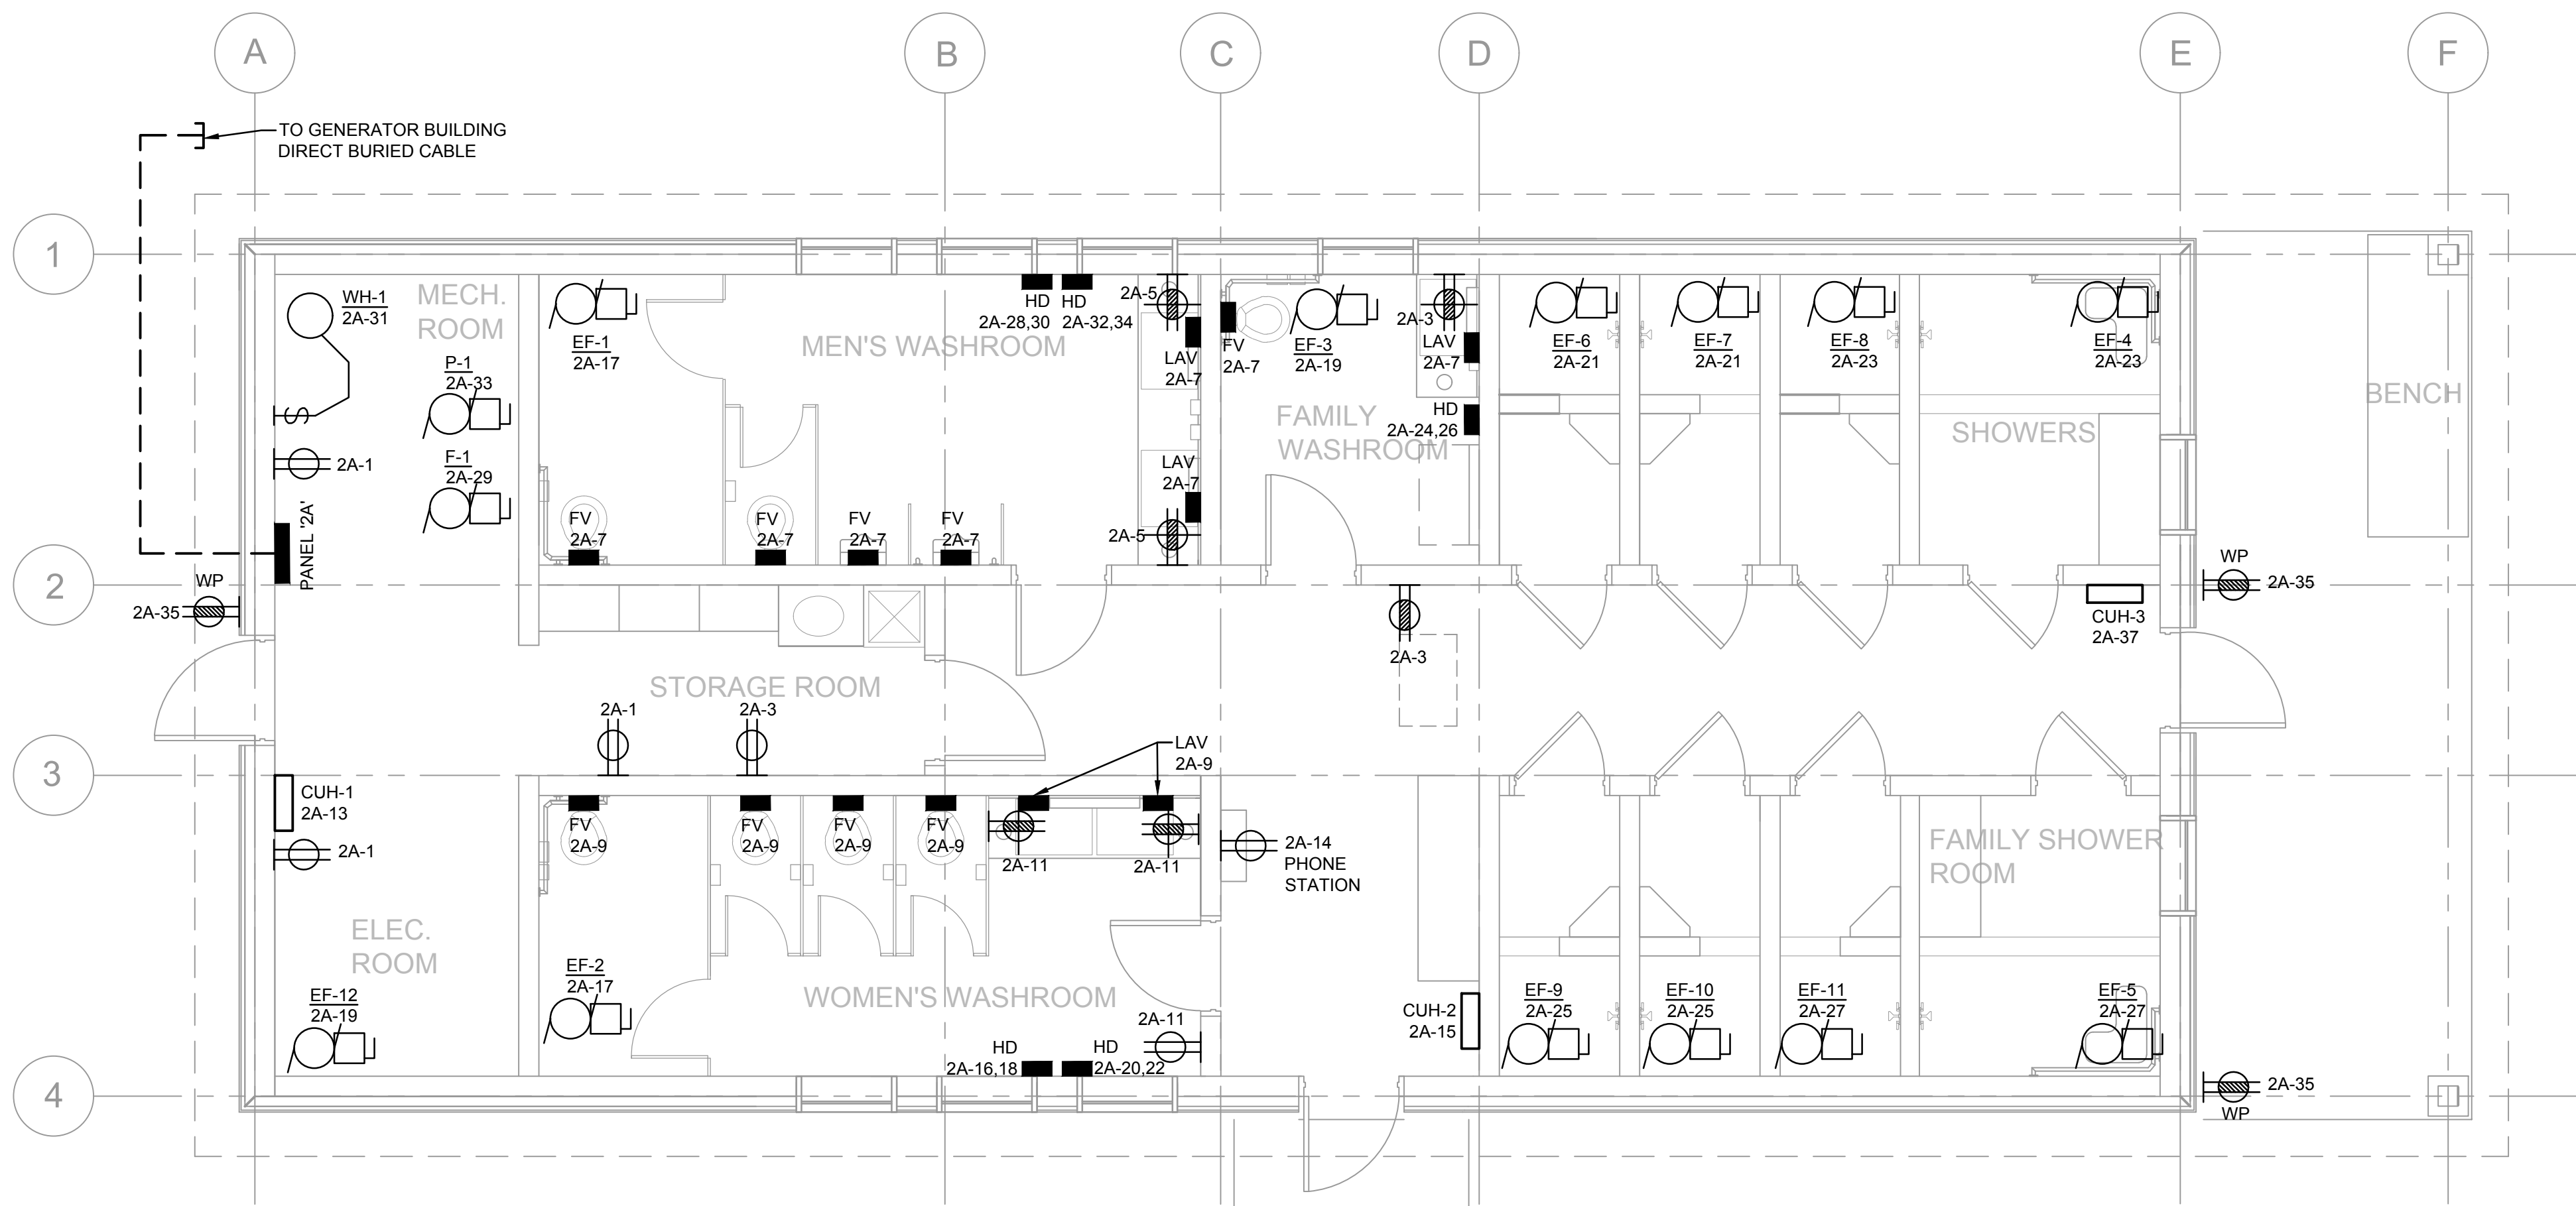 A
B
C
D
E
F
TO GENERATOR BUILDING
DIRECT BURIED CABLE
1
WH-1
2A-31
MECH.
ROOM
P-1
2A-33
F-1
2A-29
2A-1
PANEL '2A'
EF-1
2A-17
MEN'S WASHROOM
HD
2A-28,30
HD
2A-32,34
2A-5
LAV
2A-7
FV
2A-7
EF-3
2A-19
2A-3
LAV
2A-7
HD
2A-24,26
FAMILY
WASHROOM
LAV
2A-7
2A-5
FV
2A-7
FV
2A-7
FV
2A-7
FV
2A-7
EF-6
2A-21
EF-7
2A-21
EF-8
2A-23
EF-4
2A-23
SHOWERS
BENCH
2
WP
2A-35
WP
2A-35
CUH-3
2A-37
2A-3
STORAGE ROOM
2A-1
2A-3
3
LAV
2A-9
CUH-1
2A-13
2A-1
FV
2A-9
FV
2A-9
FV
2A-9
FV
2A-9
2A-11
2A-11
2A-14
PHONE
STATION
FAMILY SHOWER
ROOM
ELEC.
ROOM
EF-12
2A-19
EF-2
2A-17
WOMEN'S WASHROOM
HD
2A-16,18
HD
2A-20,22
2A-11
CUH-2
2A-15
EF-9
2A-25
EF-10
2A-25
EF-11
2A-27
EF-5
2A-27
4
2A-35
WP